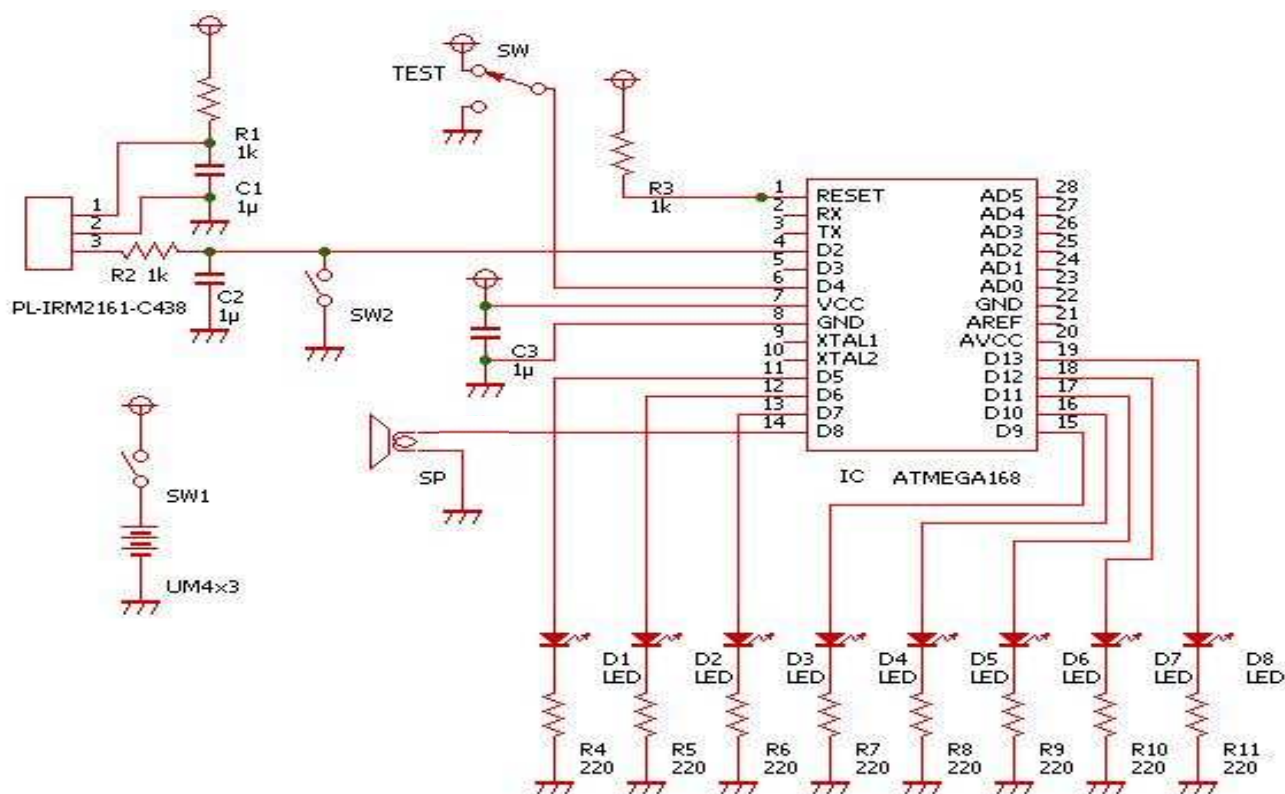 SW
TEST
R1
1k
C1
1µ
1
2
3
R2 1k
C2
1µ
PL-IRM2161-C438
SW2
R3
1k
C3
1µ
1 RESET
2 RX
3 TX
4 D2
5 D3
6 D4
7 VCC
8 GND
9 XTAL1
10 XTAL2
11 D5
12 D6
13 D7
14 D8
AD5 28
AD4 27
AD3 26
AD2 25
AD1 24
AD0 23
GND 22
AREF 21
AVCC 20
D13 19
D12 18
D11 17
D10 16
D9 15
IC ATMEGA168
SP
SW1
UM4x3
D1
LED
D2
LED
D3
LED
D4
LED
D5
LED
D6
LED
D7
LED
D8
LED
R4
220
R5
220
R6
220
R7
220
R8
220
R9
220
R10
220
R11
220